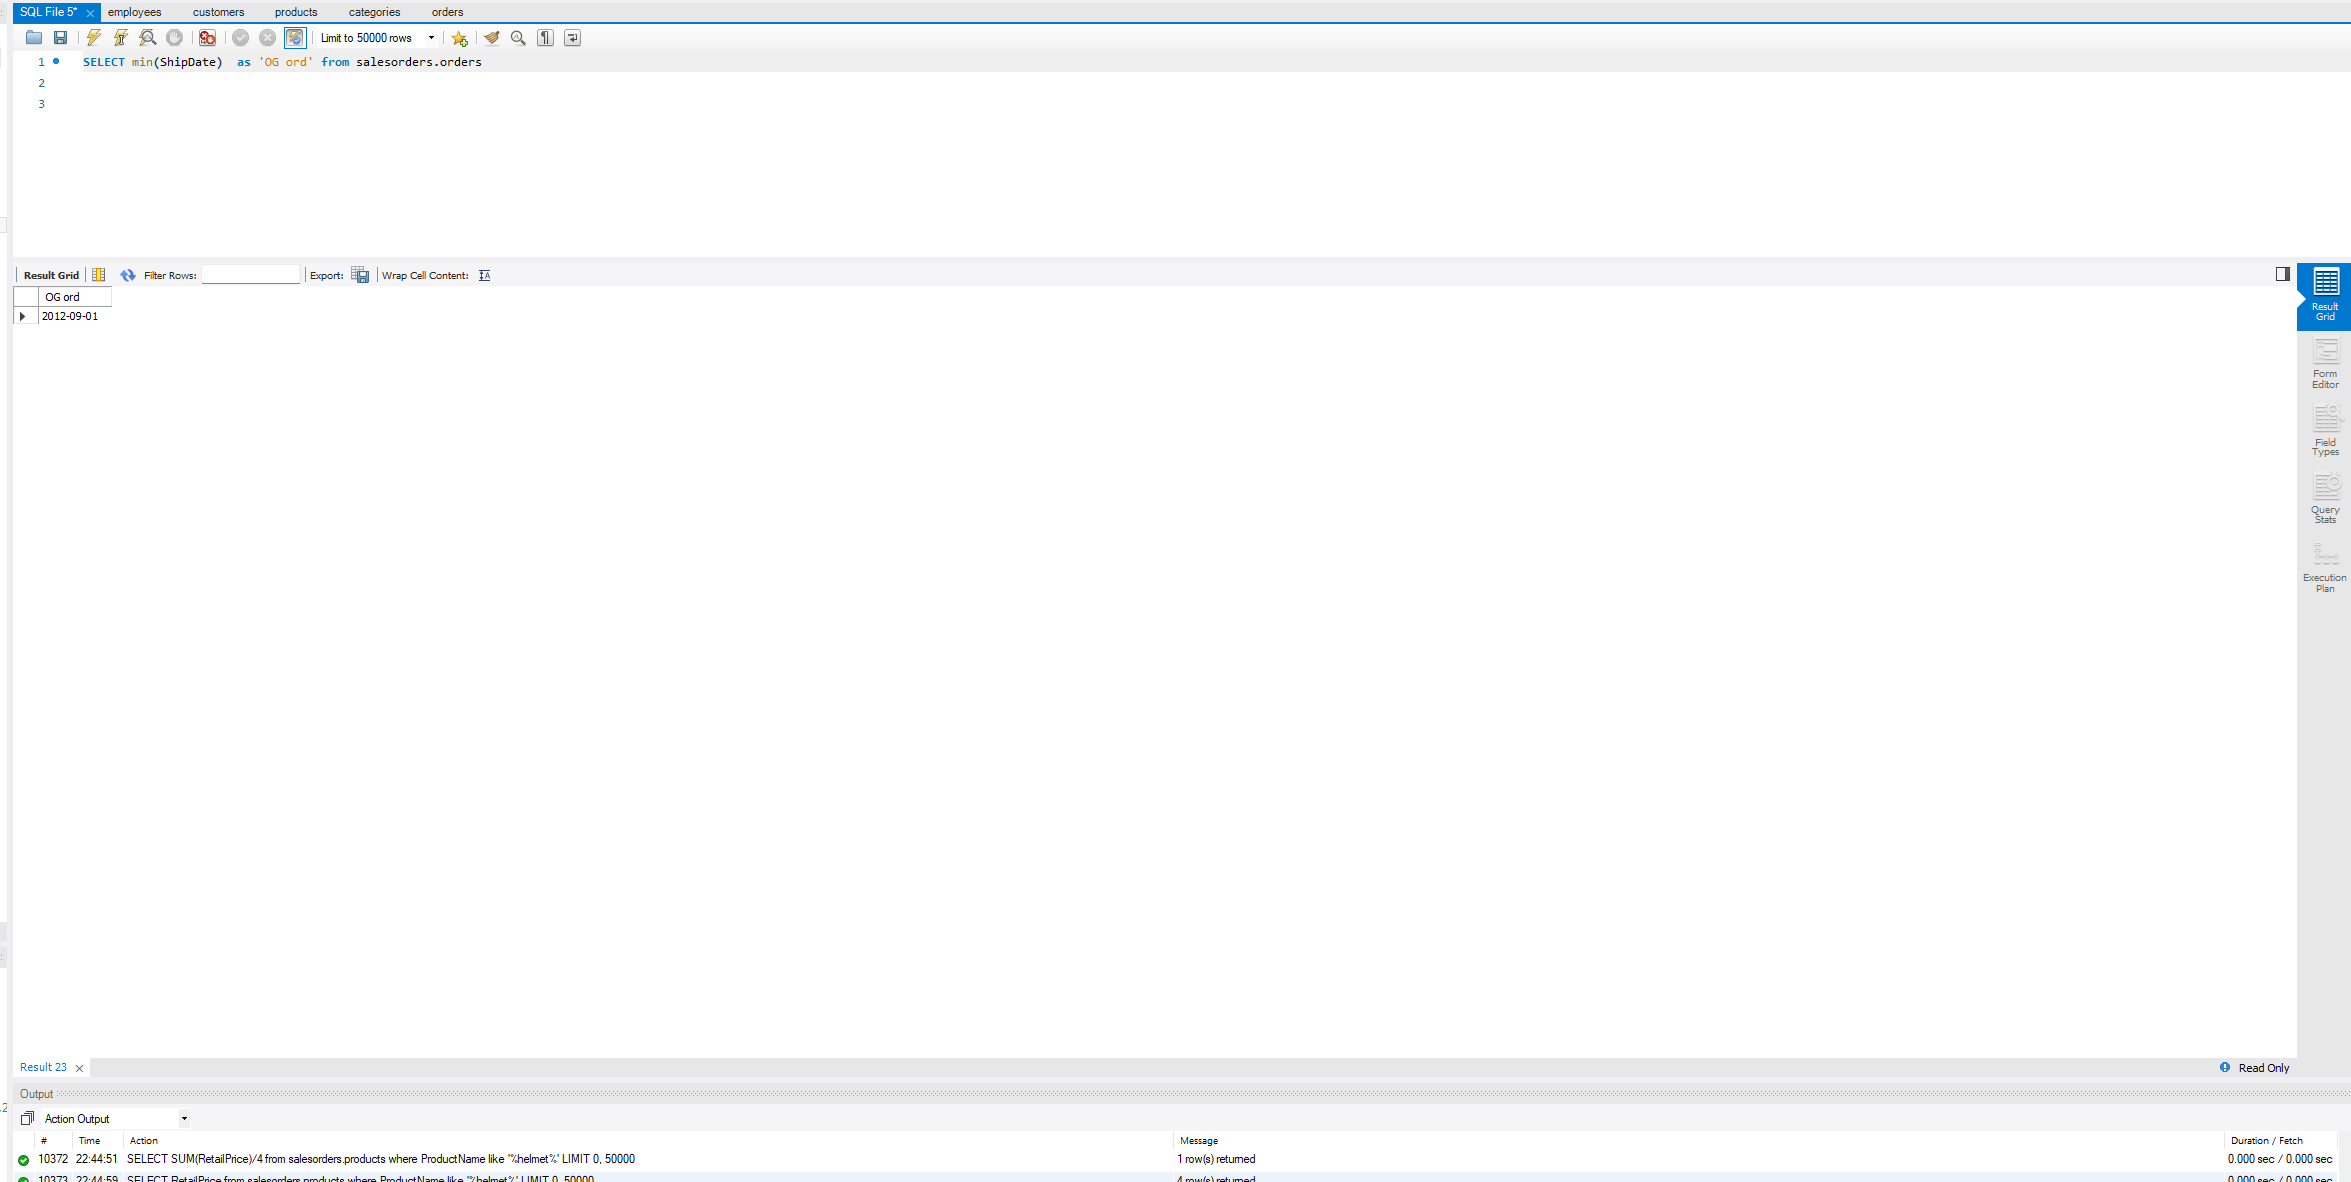 SQL File 5* employees customers products categories orders
Limit to 50000 rows
1 SELECT min(ShipDate)  as 'OG ord' from salesorders.orders
2
3
Result Grid Filter Rows: Export: Wrap Cell Content:
OG ord
2012-09-01
Result
Grid
Form
Editor
Field
Types
Query
Stats
Execution
Plan
Result 23 Read Only
Output
Action Output
# Time Action Message Duration / Fetch
10372 22:44:51 SELECT SUM(RetailPrice)/4 from salesorders.products where ProductName like '%helmet%' LIMIT 0, 50000 1 row(s) returned 0.000 sec / 0.000 sec
10373 22:44:59 SELECT RetailPrice from salesorders.products where ProductName like '%helmet%' LIMIT 0, 50000 4 row(s) returned 0.000 sec / 0.000 sec